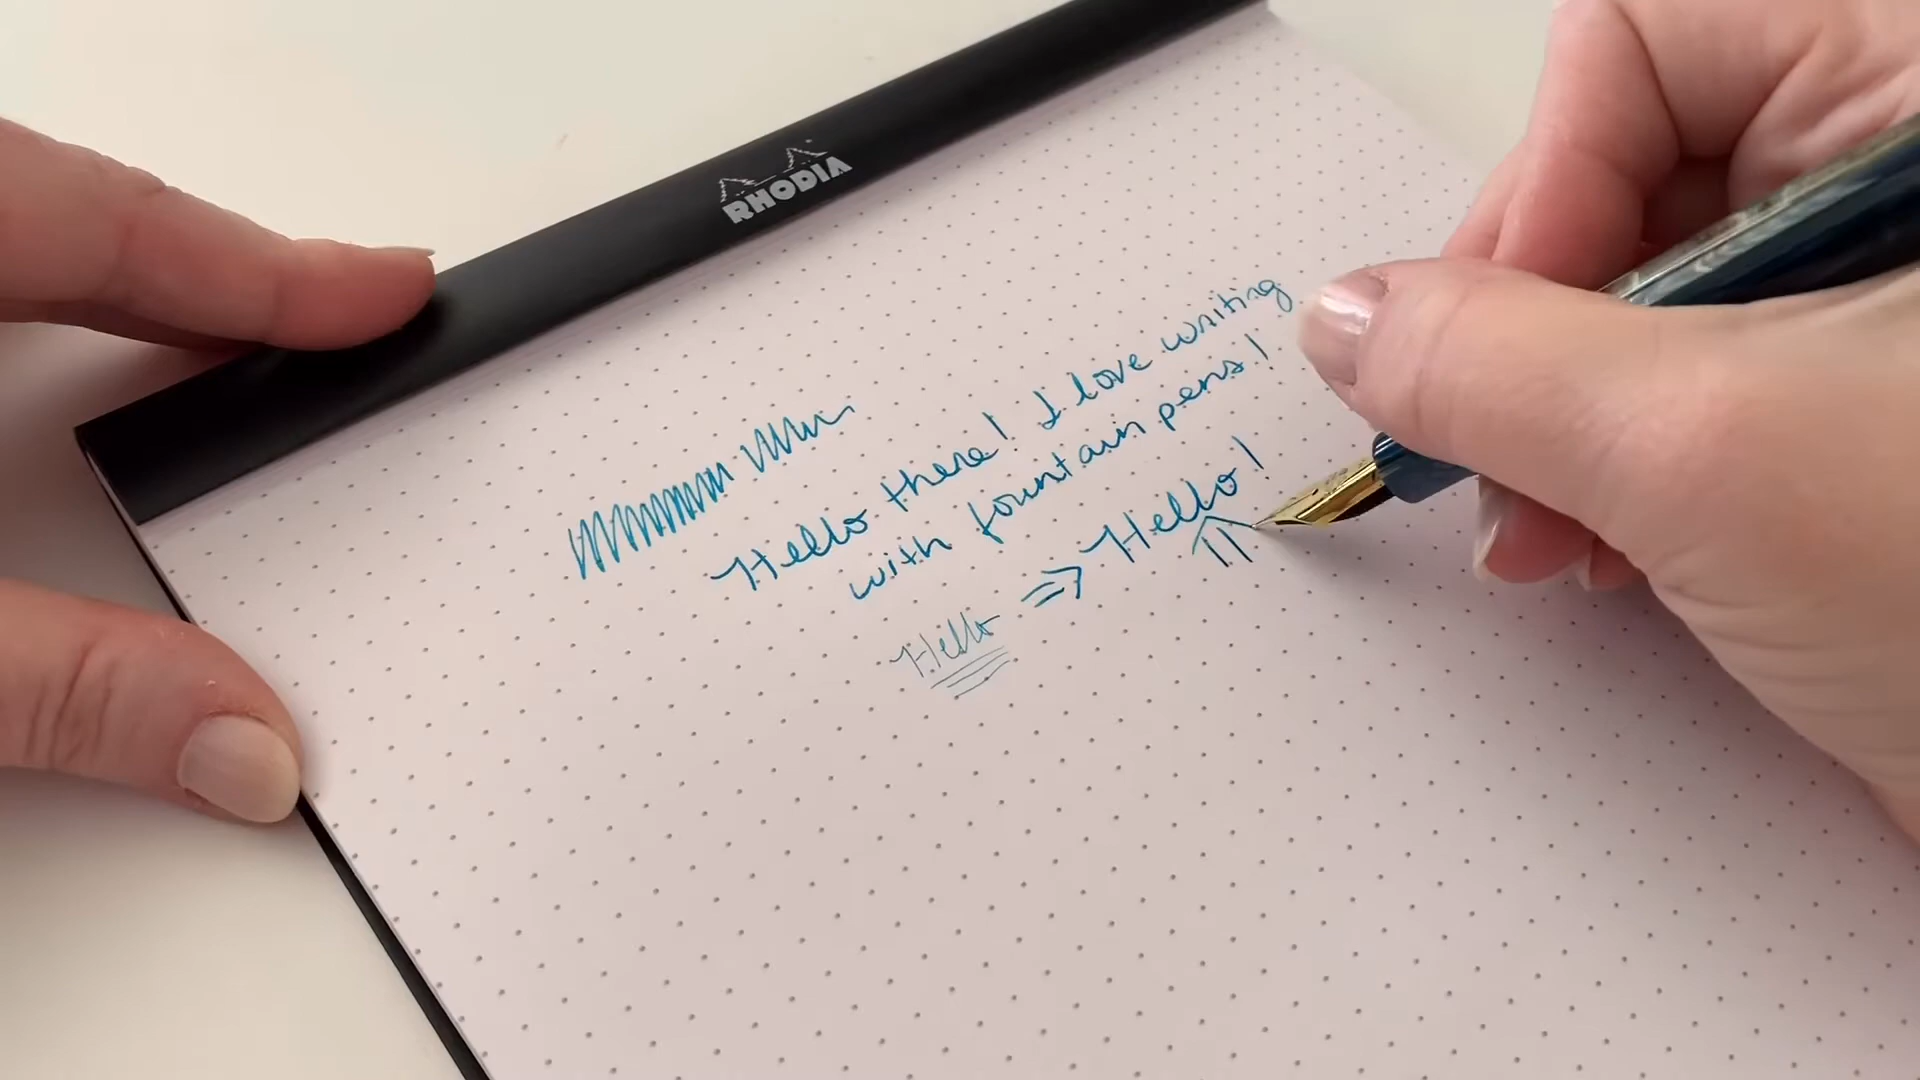 RHODIA
Hello there! I love writing
with fountain pens!
Hello ⇒ Hello!